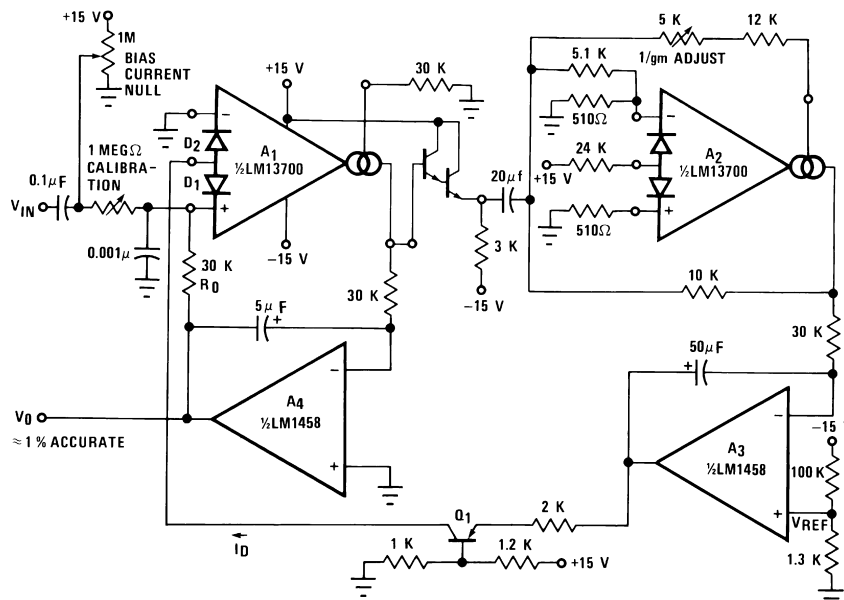 +15 V
1M
BIAS
CURRENT
NULL
+15 V
30 K
5 K
12 K
1/gm ADJUST
5.1 K
510Ω
24 K
+15 V
510Ω
−
+
A2
½LM13700
D2
D1
−
+
A1
½LM13700
1 MEGΩ
CALIBRA-
TION
0.1μF
VIN
0.001μ
−15 V
20μf
3 K
−15 V
30 K
RO
30 K
10 K
30 K
5μF
+
50μF
+
VO
≈1% ACCURATE
A4
½LM1458
−
+
A3
½LM1458
−
+
−15
100K
VREF
1.3 K
Q1
2 K
1 K
1.2 K
+15 V
ID